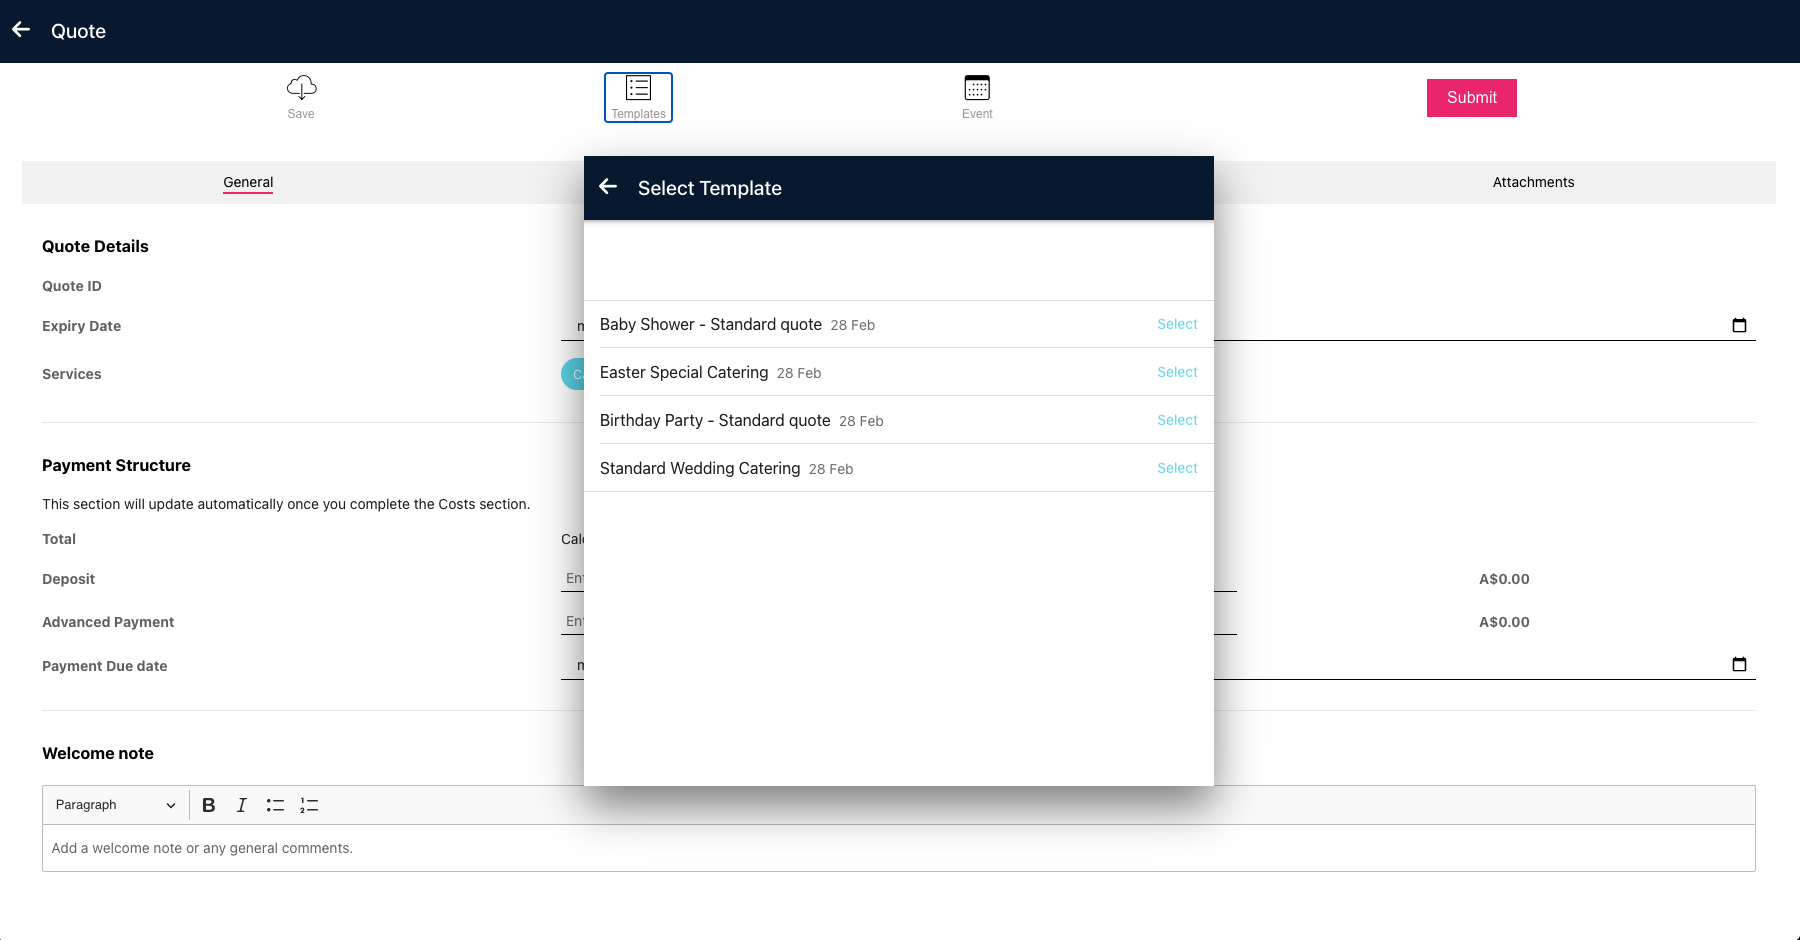 Quote
Save
Templates
Event
Submit
General
Attachments
Select Template
Quote Details
Quote ID
Expiry Date
Services
Baby Shower - Standard quote 28 Feb Select
Easter Special Catering 28 Feb Select
Birthday Party - Standard quote 28 Feb Select
Standard Wedding Catering 28 Feb Select
Payment Structure
This section will update automatically once you complete the Costs section.
Total
Deposit
A$0.00
Advanced Payment
A$0.00
Payment Due date
Welcome note
Paragraph
B I
Add a welcome note or any general comments.